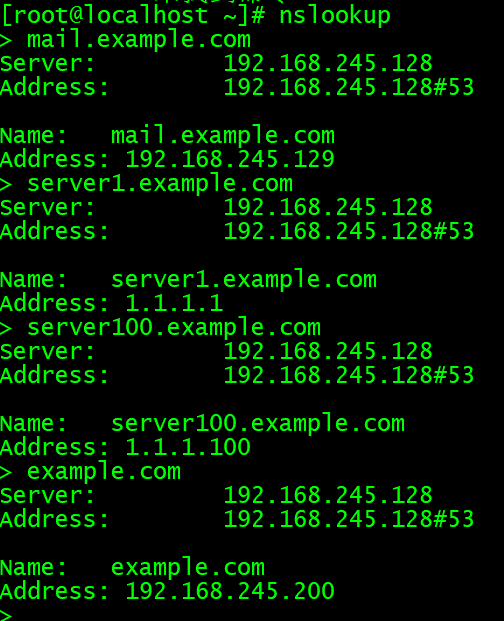 [root@localhost ~]# nslookup
> mail.example.com
Server: 192.168.245.128
Address: 192.168.245.128#53
Name: mail.example.com
Address: 192.168.245.129
> server1.example.com
Server: 192.168.245.128
Address: 192.168.245.128#53
Name: server1.example.com
Address: 1.1.1.1
> server100.example.com
Server: 192.168.245.128
Address: 192.168.245.128#53
Name: server100.example.com
Address: 1.1.1.100
> example.com
Server: 192.168.245.128
Address: 192.168.245.128#53
Name: example.com
Address: 192.168.245.200
>